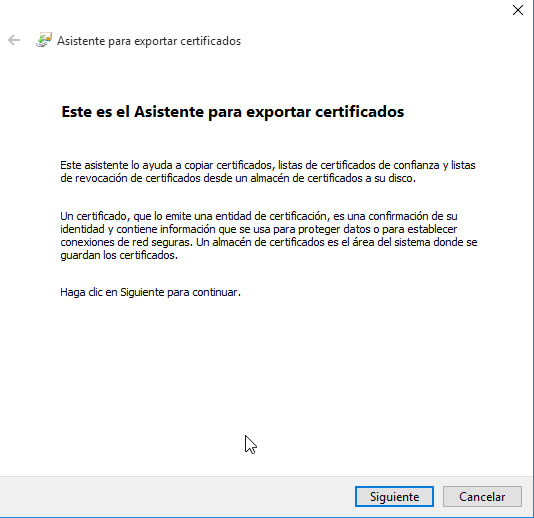 Asistente para exportar certificados
Este es el Asistente para exportar certificados
Este asistente lo ayuda a copiar certificados, listas de certificados de confianza y listas
de revocación de certificados desde un almacén de certificados a su disco.
Un certificado, que lo emite una entidad de certificación, es una confirmación de su
identidad y contiene información que se usa para proteger datos o para establecer
conexiones de red seguras. Un almacén de certificados es el área del sistema donde se
guardan los certificados.
Haga clic en Siguiente para continuar.
Siguiente
Cancelar